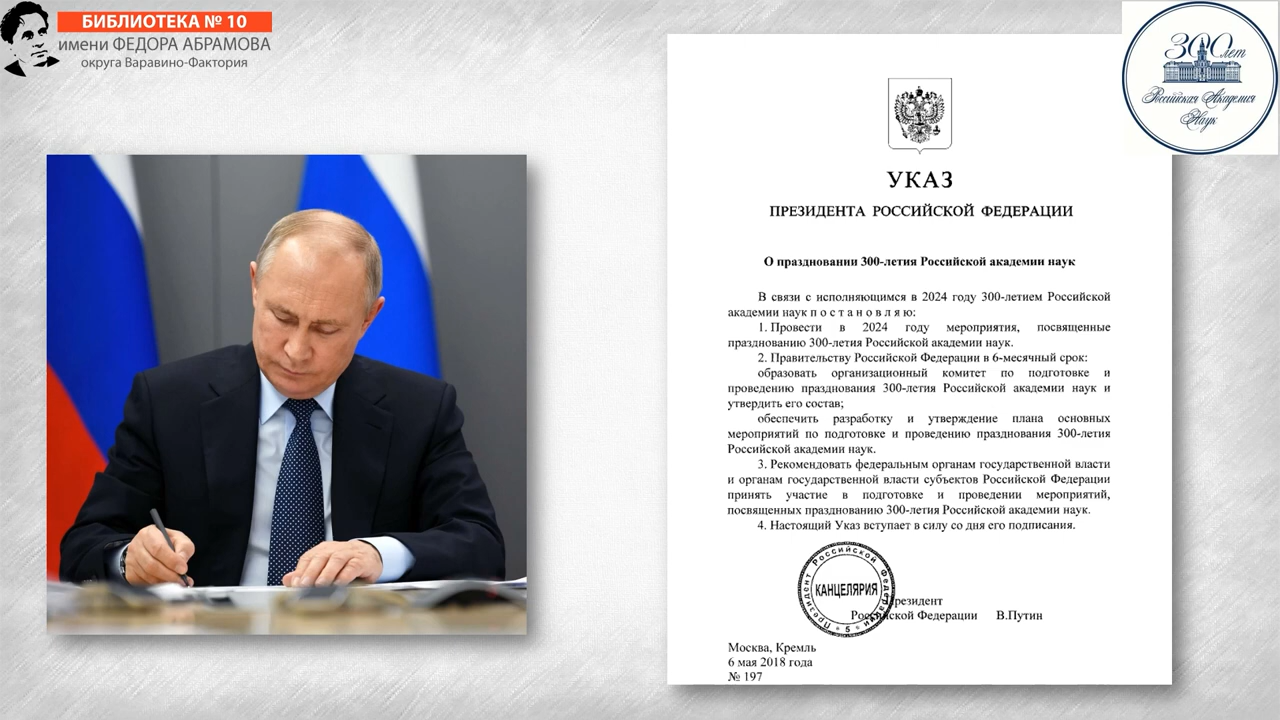 БИБЛИОТЕКА № 10
имени ФЕДОРА АБРАМОВА
округа Варавино-Фактория
300 лет
Российская Академия
Наук
УКАЗ
ПРЕЗИДЕНТА РОССИЙСКОЙ ФЕДЕРАЦИИ
О праздновании 300-летия Российской академии наук
В связи с исполняющимся в 2024 году 300-летием Российской
академии наук п о с т а н о в л я ю:
1. Провести в 2024 году мероприятия, посвященные
празднованию 300-летия Российской академии наук.
2. Правительству Российской Федерации в 6-месячный срок:
образовать организационный комитет по подготовке и
проведению празднования 300-летия Российской академии наук и
утвердить его состав;
обеспечить разработку и утверждение плана основных
мероприятий по подготовке и проведению празднования 300-летия
Российской академии наук.
3. Рекомендовать федеральным органам государственной власти
и органам государственной власти субъектов Российской Федерации
принять участие в подготовке и проведении мероприятий,
посвященных празднованию 300-летия Российской академии наук.
4. Настоящий Указ вступает в силу со дня его подписания.
Президент Российской Федерации
КАНЦЕЛЯРИЯ
5
Президент
Российской Федерации В.Путин
Москва, Кремль
6 мая 2018 года
№ 197